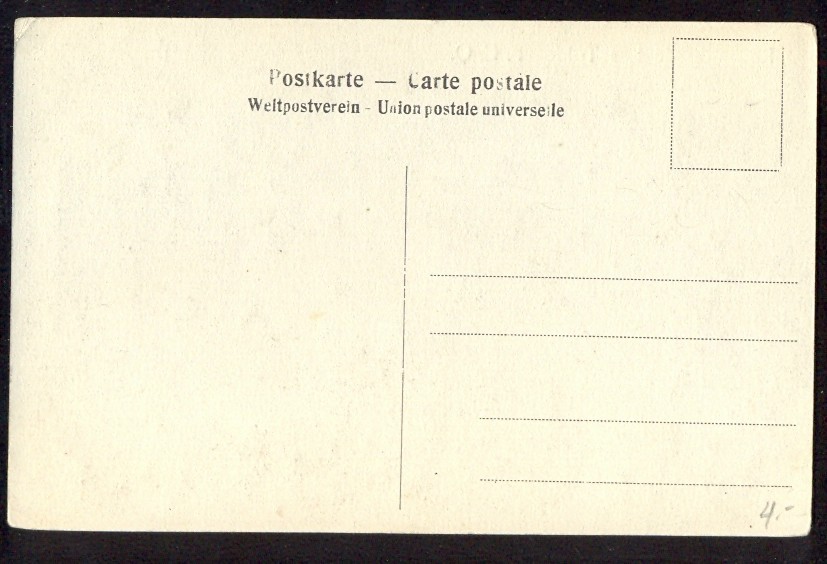 Postkarte — Carte postale
Weltpostverein - Union postale universelle
4.-